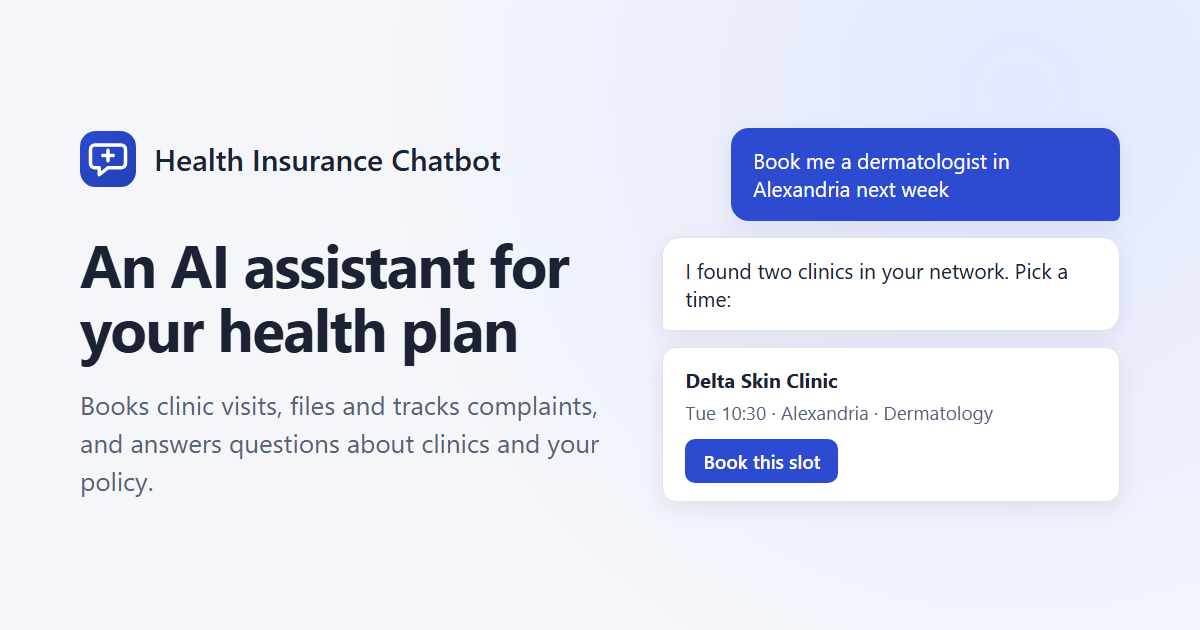 Health Insurance Chatbot
An AI assistant for
your health plan
Books clinic visits, files and tracks complaints,
and answers questions about clinics and your
policy.
Book me a dermatologist in
Alexandria next week
I found two clinics in your network. Pick a
time:
Delta Skin Clinic
Tue 10:30 · Alexandria · Dermatology
Book this slot